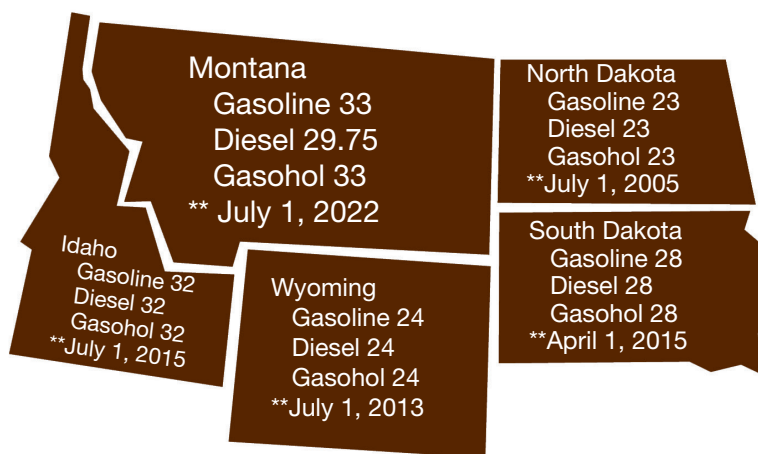 Montana
Gasoline 33
Diesel 29.75
Gasohol 33
** July 1, 2022
North Dakota
Gasoline 23
Diesel 23
Gasohol 23
**July 1, 2005
Idaho
Gasoline 32
Diesel 32
Gasohol 32
**July 1, 2015
Wyoming
Gasoline 24
Diesel 24
Gasohol 24
**July 1, 2013
South Dakota
Gasoline 28
Diesel 28
Gasohol 28
**April 1, 2015